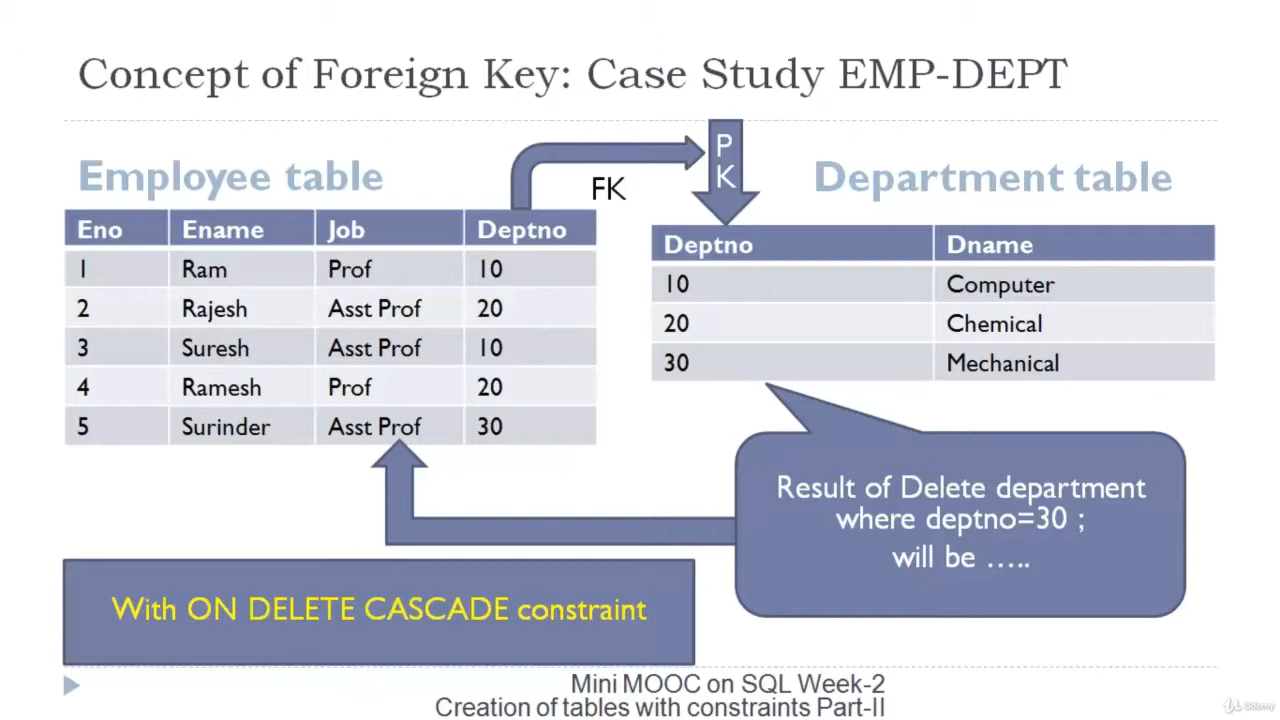 Concept of Foreign Key: Case Study EMP-DEPT
P
K
FK
Employee table
Eno Ename Job Deptno
1 Ram Prof 10
2 Rajesh Asst Prof 20
3 Suresh Asst Prof 10
4 Ramesh Prof 20
5 Surinder Asst Prof 30
Department table
Deptno Dname
10 Computer
20 Chemical
30 Mechanical
Result of Delete department
where deptno=30 ;
will be .....
With ON DELETE CASCADE constraint
Mini MOOC on SQL Week-2
Creation of tables with constraints Part-II
Udemy